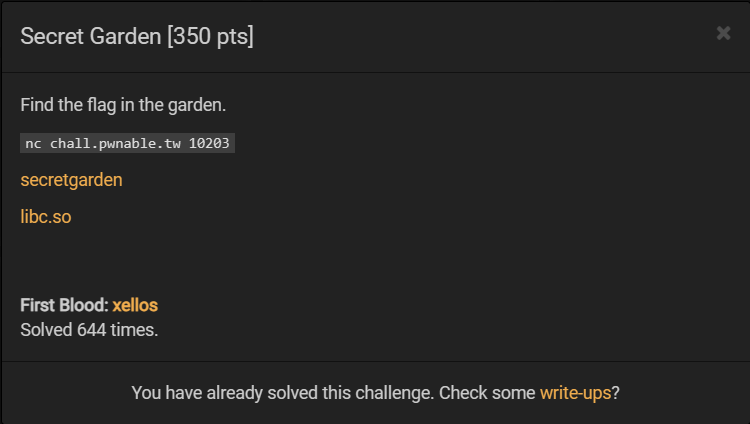 Secret Garden [350 pts]
×
Find the flag in the garden.
nc chall.pwnable.tw 10203
secretgarden
libc.so
First Blood: xellos
Solved 644 times.
You have already solved this challenge. Check some write-ups?